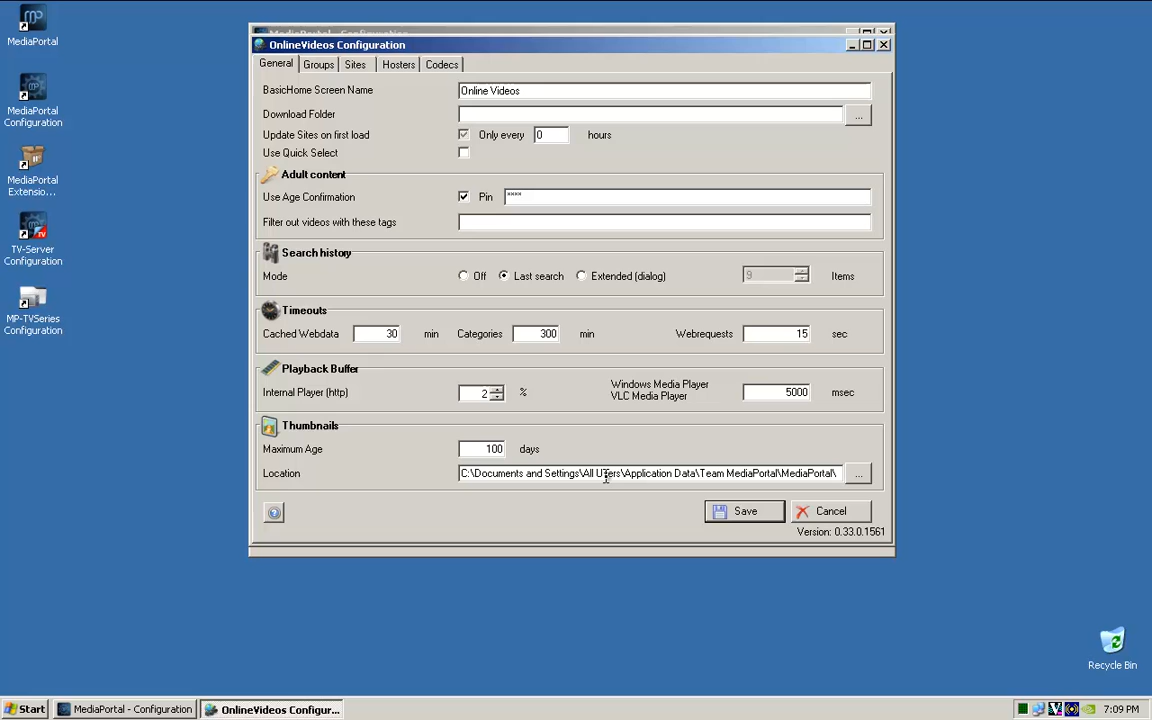 MediaPortal
MediaPortal
Configuration
MediaPortal
Extensio...
TV-Server
Configuration
MP-TVSeries
Configuration
MediaPortal - Configuration
OnlineVideos Configuration
General Groups Sites Hosters Codecs
BasicHome Screen Name Online Videos
Download Folder ...
Update Sites on first load Only every 0 hours
Use Quick Select
Adult content
Use Age Confirmation Pin ****
Filter out videos with these tags
Search history
Mode Off Last search Extended (dialog) 9 Items
Timeouts
Cached Webdata 30 min Categories 300 min Webrequests 15 sec
Playback Buffer
Internal Player (http) 2 % Windows Media Player
VLC Media Player 5000 msec
Thumbnails
Maximum Age 100 days
Location C:\Documents and Settings\All Users\Application Data\Team MediaPortal\MediaPortal\ ...
Save Cancel
Version: 0.33.0.1561
Recycle Bin
Start MediaPortal - Configuration OnlineVideos Configur... 7:09 PM